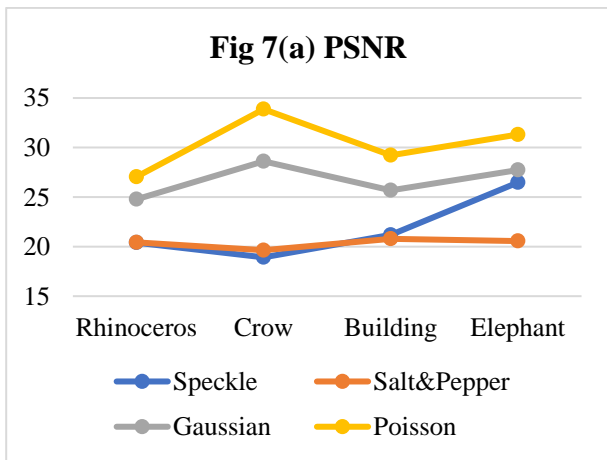 Fig 7(a) PSNR
35
30
25
20
15
Rhinoceros Crow Building Elephant
Speckle Salt&Pepper
Gaussian Poisson